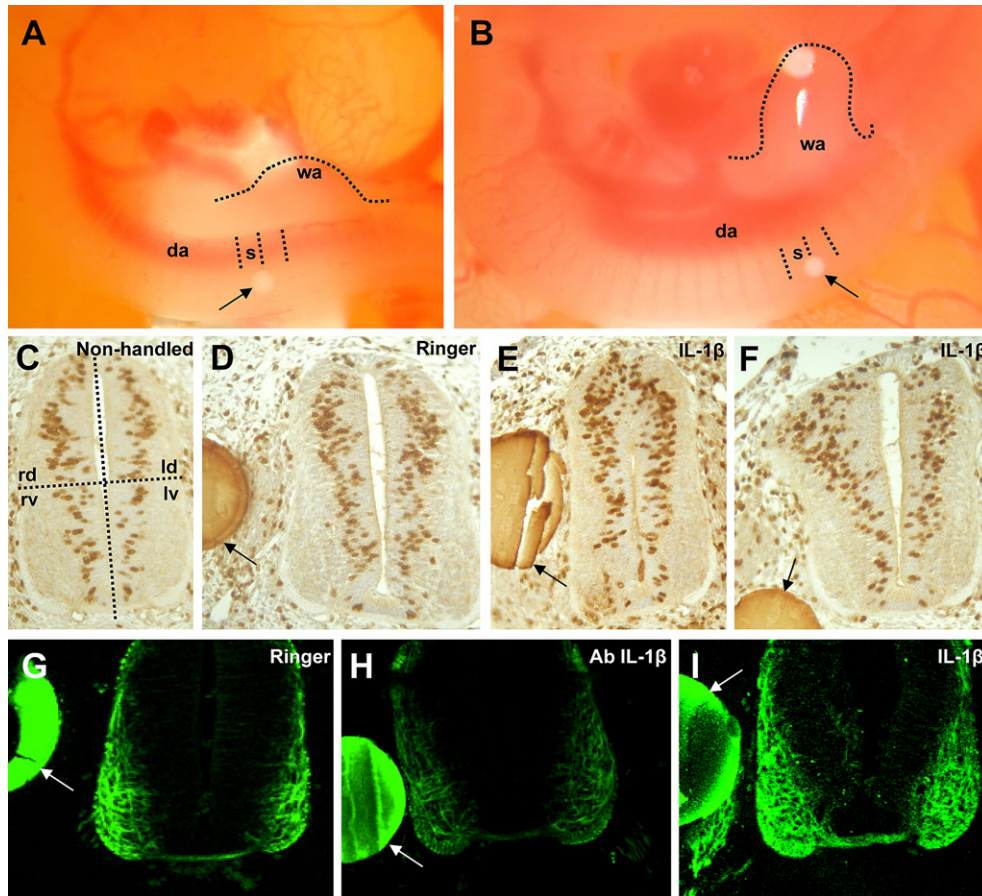 A
wa
da
s
B
wa
da
s
C Non-handled
rd
ld
rv
lv
D Ringer
E IL-1β
F IL-1β
G Ringer
H Ab IL-1β
I IL-1β